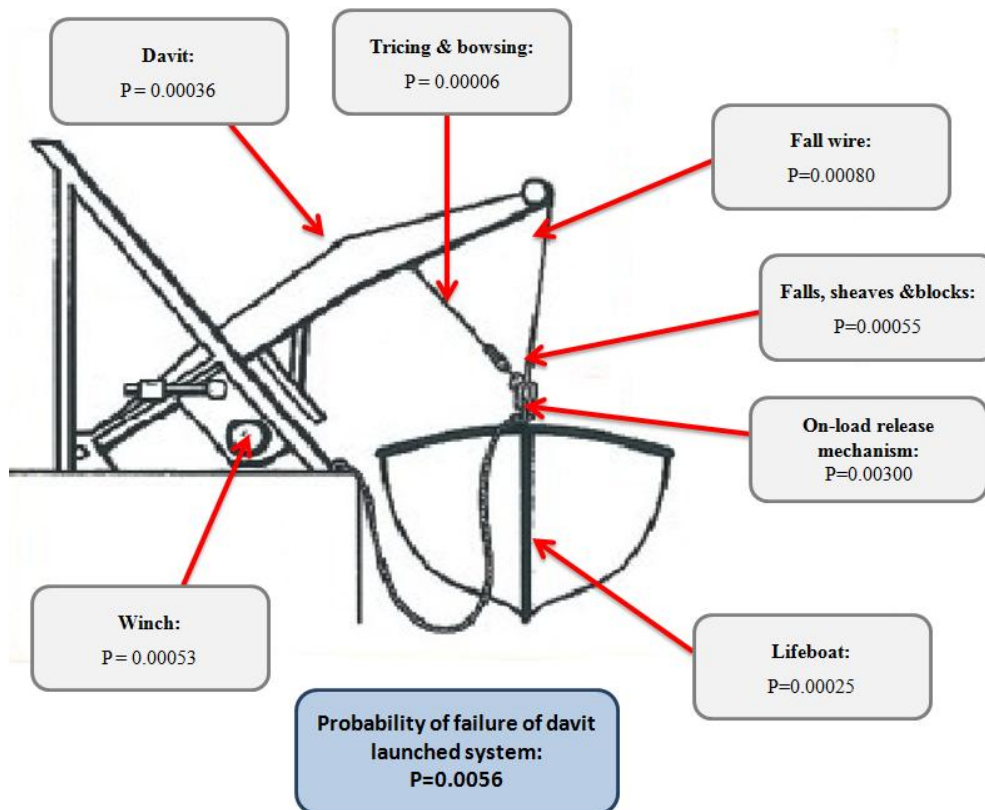 Davit:
P = 0.00036
Tricing & bowsing:
P = 0.00006
Fall wire:
P=0.00080
Falls, sheaves &blocks:
P=0.00055
On-load release
mechanism:
P=0.00300
Winch:
P = 0.00053
Lifeboat:
P=0.00025
Probability of failure of davit
launched system:
P=0.0056